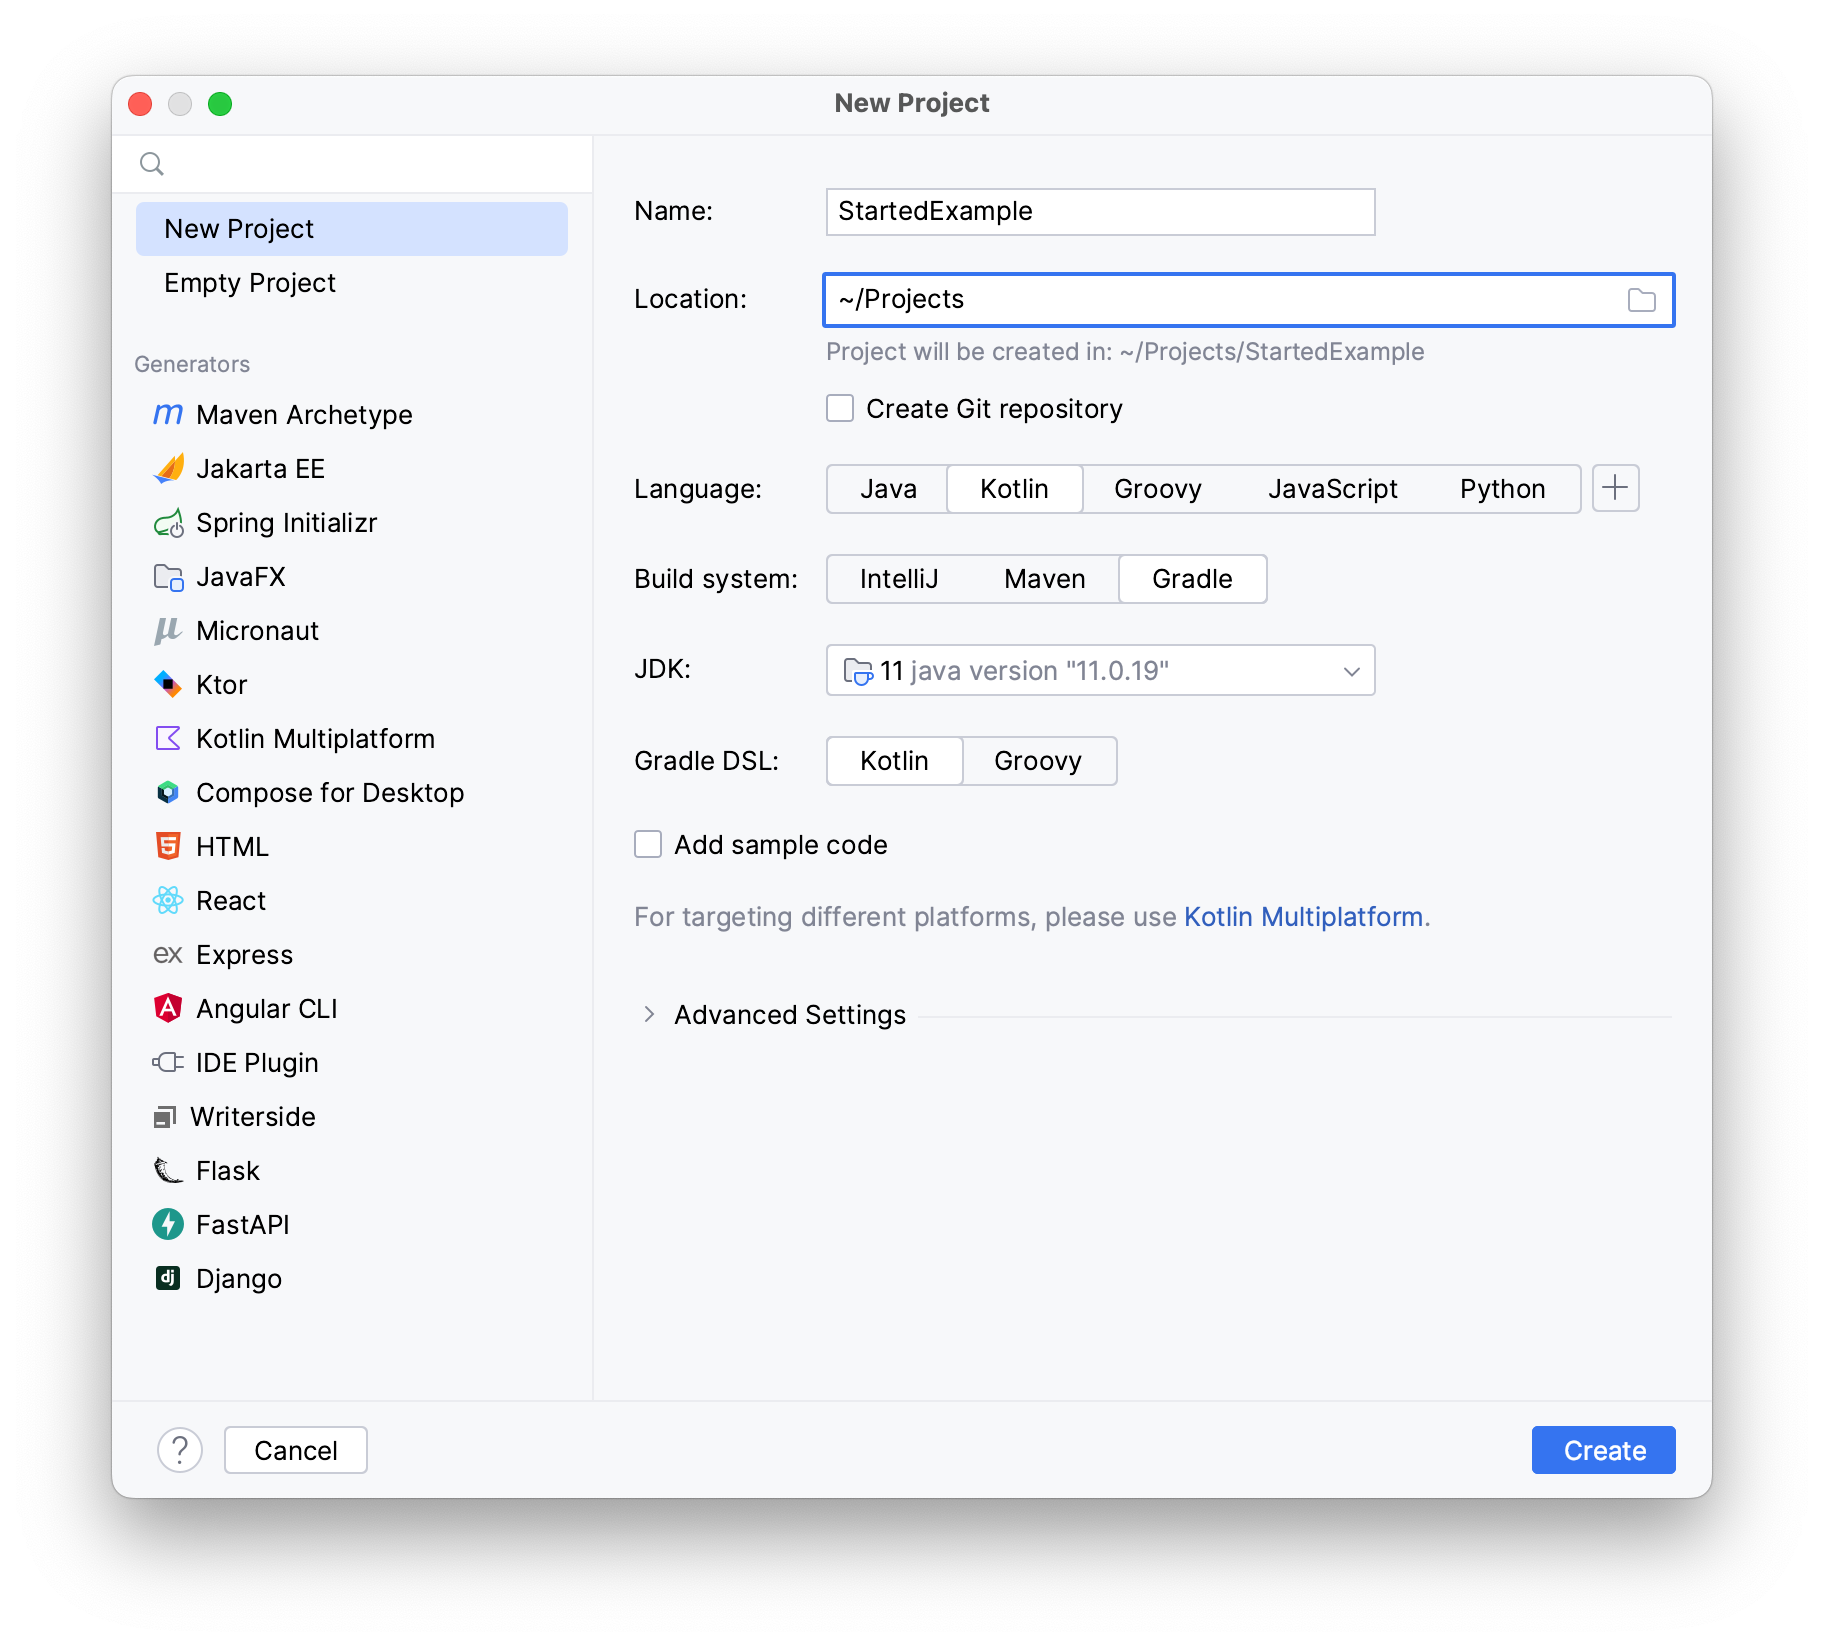 New Project
New Project
Empty Project
Generators
m Maven Archetype
Jakarta EE
Spring Initializr
JavaFX
µ Micronaut
Ktor
Kotlin Multiplatform
Compose for Desktop
5 HTML
React
ex Express
A Angular CLI
IDE Plugin
Writerside
Flask
FastAPI
dj Django
Name: StartedExample
Location: ~/Projects
Project will be created in: ~/Projects/StartedExample
Create Git repository
Language: Java Kotlin Groovy JavaScript Python +
Build system: IntelliJ Maven Gradle
JDK: 11 java version "11.0.19"
Gradle DSL: Kotlin Groovy
Add sample code
For targeting different platforms, please use Kotlin Multiplatform.
Advanced Settings
? Cancel Create